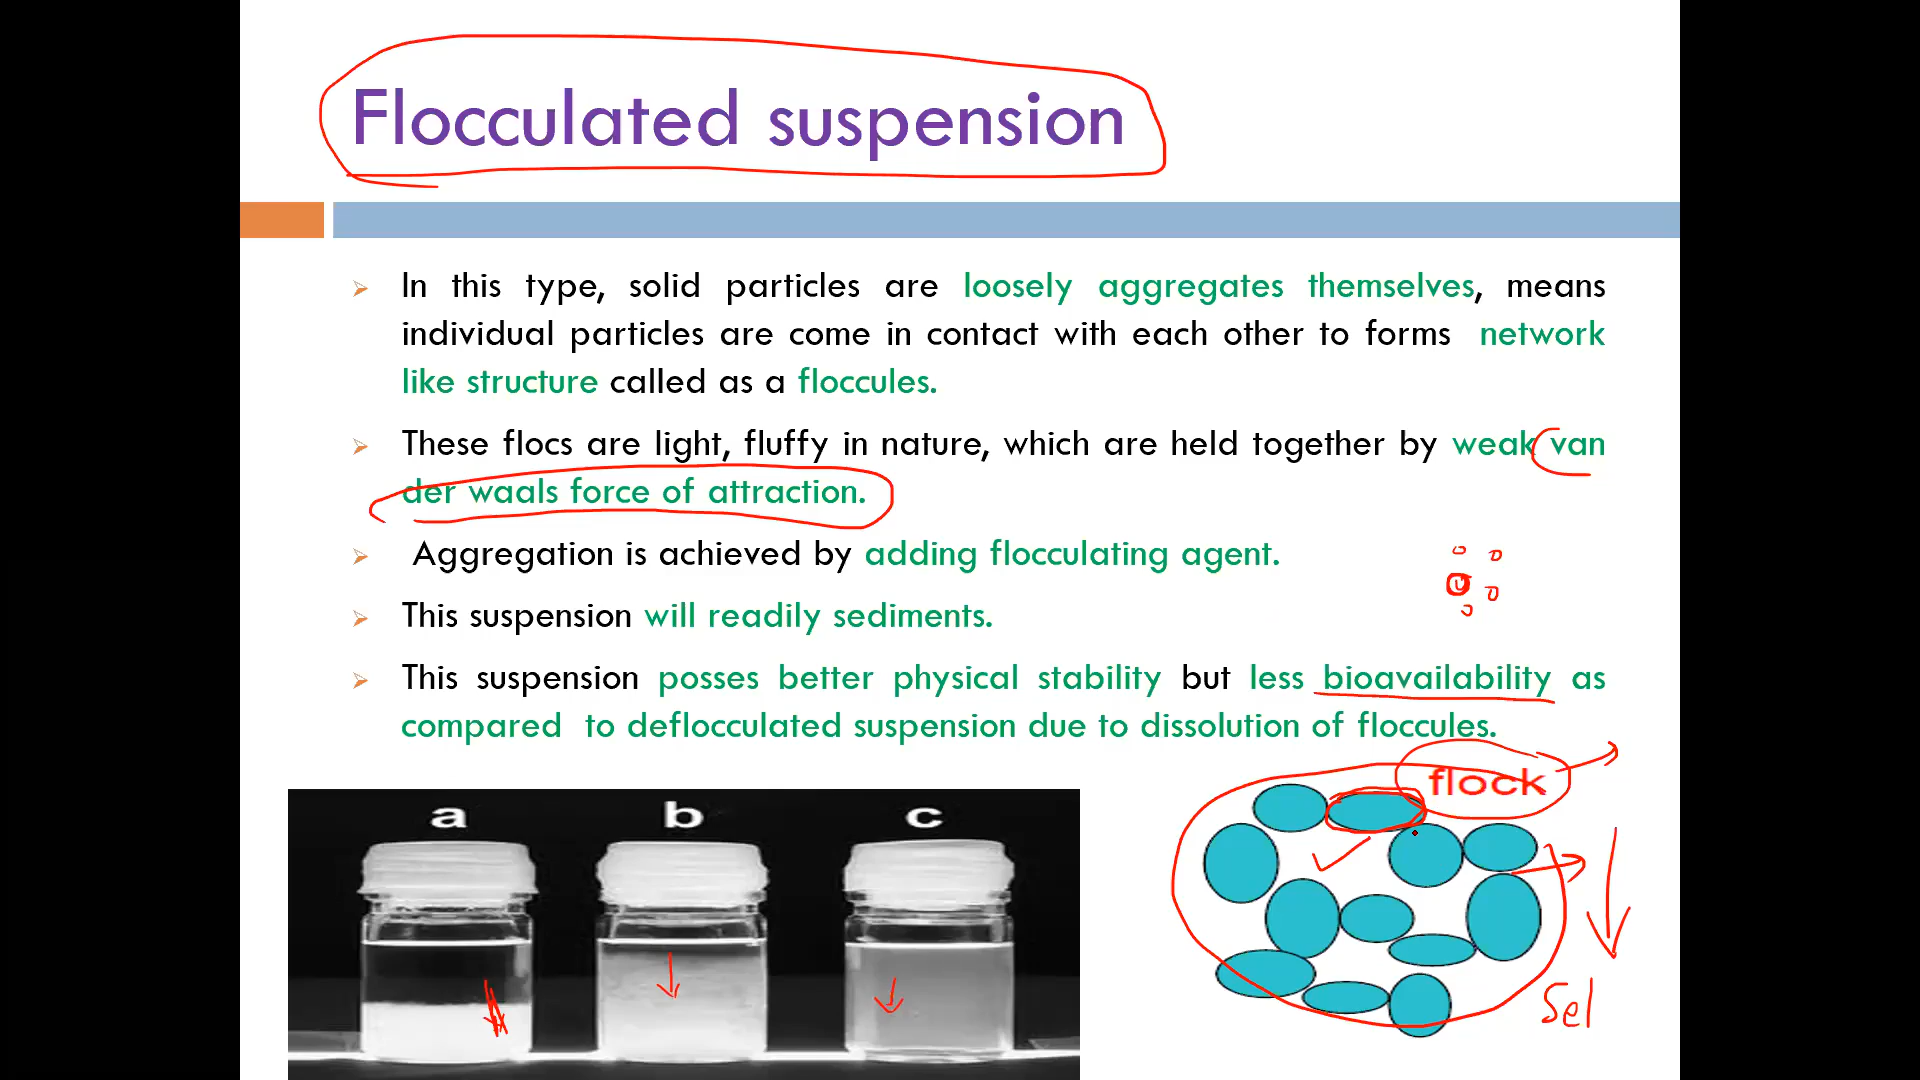 Flocculated suspension
In this type, solid particles are loosely aggregates themselves, means
individual particles are come in contact with each other to forms network
like structure called as a floccules.
These flocs are light, fluffy in nature, which are held together by weak van
der waals force of attraction.
Aggregation is achieved by adding flocculating agent.
This suspension will readily sediments.
This suspension posses better physical stability but less bioavailability as
compared to deflocculated suspension due to dissolution of floccules.
flock
a b c
Sel